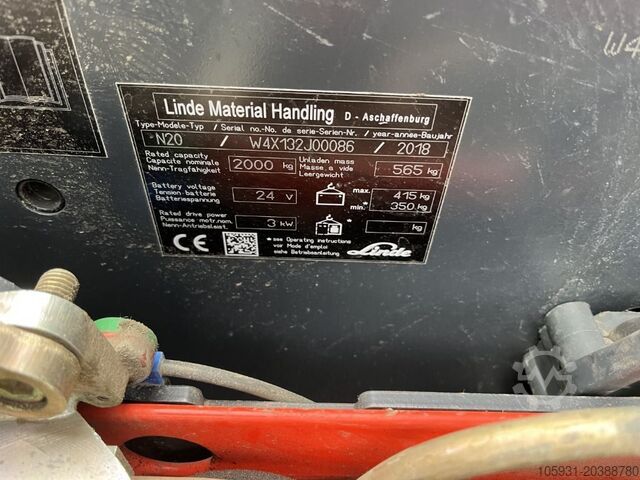 W4
Linde Material Handling D - Aschaffenburg
Type-Modele-Typ / Serial no.-No. de serie-Serien-Nr. / year-annee-Baujahr
N20 / W4X132J00086 / 2018
Rated capacity
Capacite nominale
Nenn-Tragfähigkeit
2000 kg
Unladen mass
Masse a vide
Leergewicht
565 kg
Battery voltage
Tension-batterie
Batteriespannung
24 V
max. 415 kg
min. 350 kg
Rated drive power
Puissance motr.nom.
Nenn-Antriebsleist.
3 kW
kg
CE
* see Operating instructions
voir Mode d'emploi
siehe Betriebsanleitung
Linde
105931-20388780